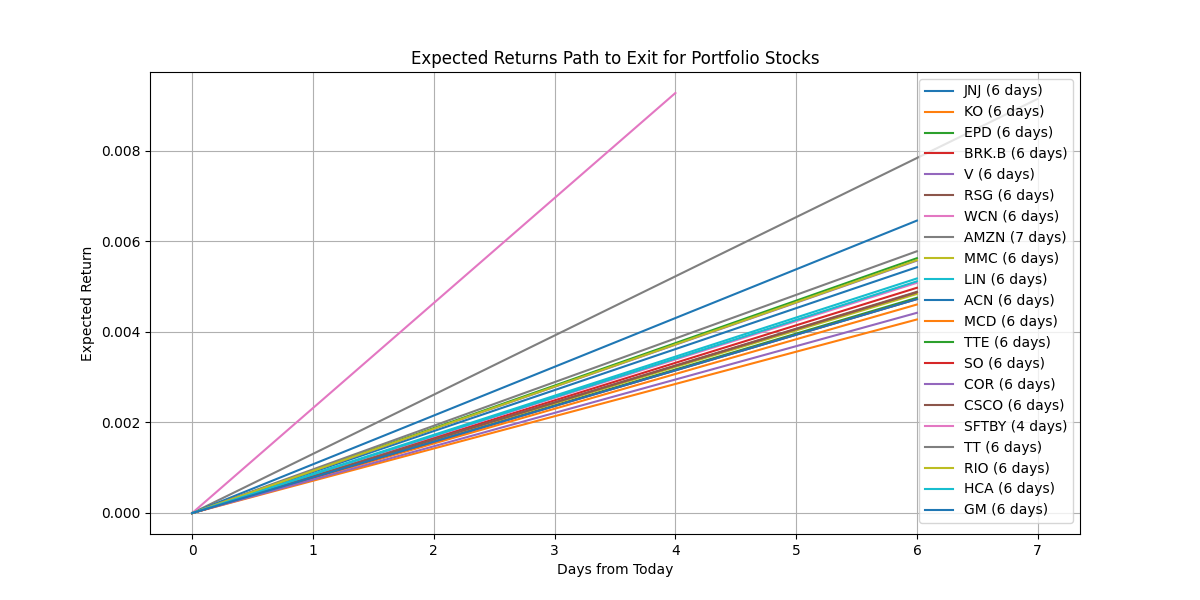 Expected Returns Path to Exit for Portfolio Stocks
Expected Return
0.008
0.006
0.004
0.002
0.000
0 1 2 3 4 5 6 7
Days from Today
JNJ (6 days)
KO (6 days)
EPD (6 days)
BRK.B (6 days)
V (6 days)
RSG (6 days)
WCN (6 days)
AMZN (7 days)
MMC (6 days)
LIN (6 days)
ACN (6 days)
MCD (6 days)
TTE (6 days)
SO (6 days)
COR (6 days)
CSCO (6 days)
SFTBY (4 days)
TT (6 days)
RIO (6 days)
HCA (6 days)
GM (6 days)